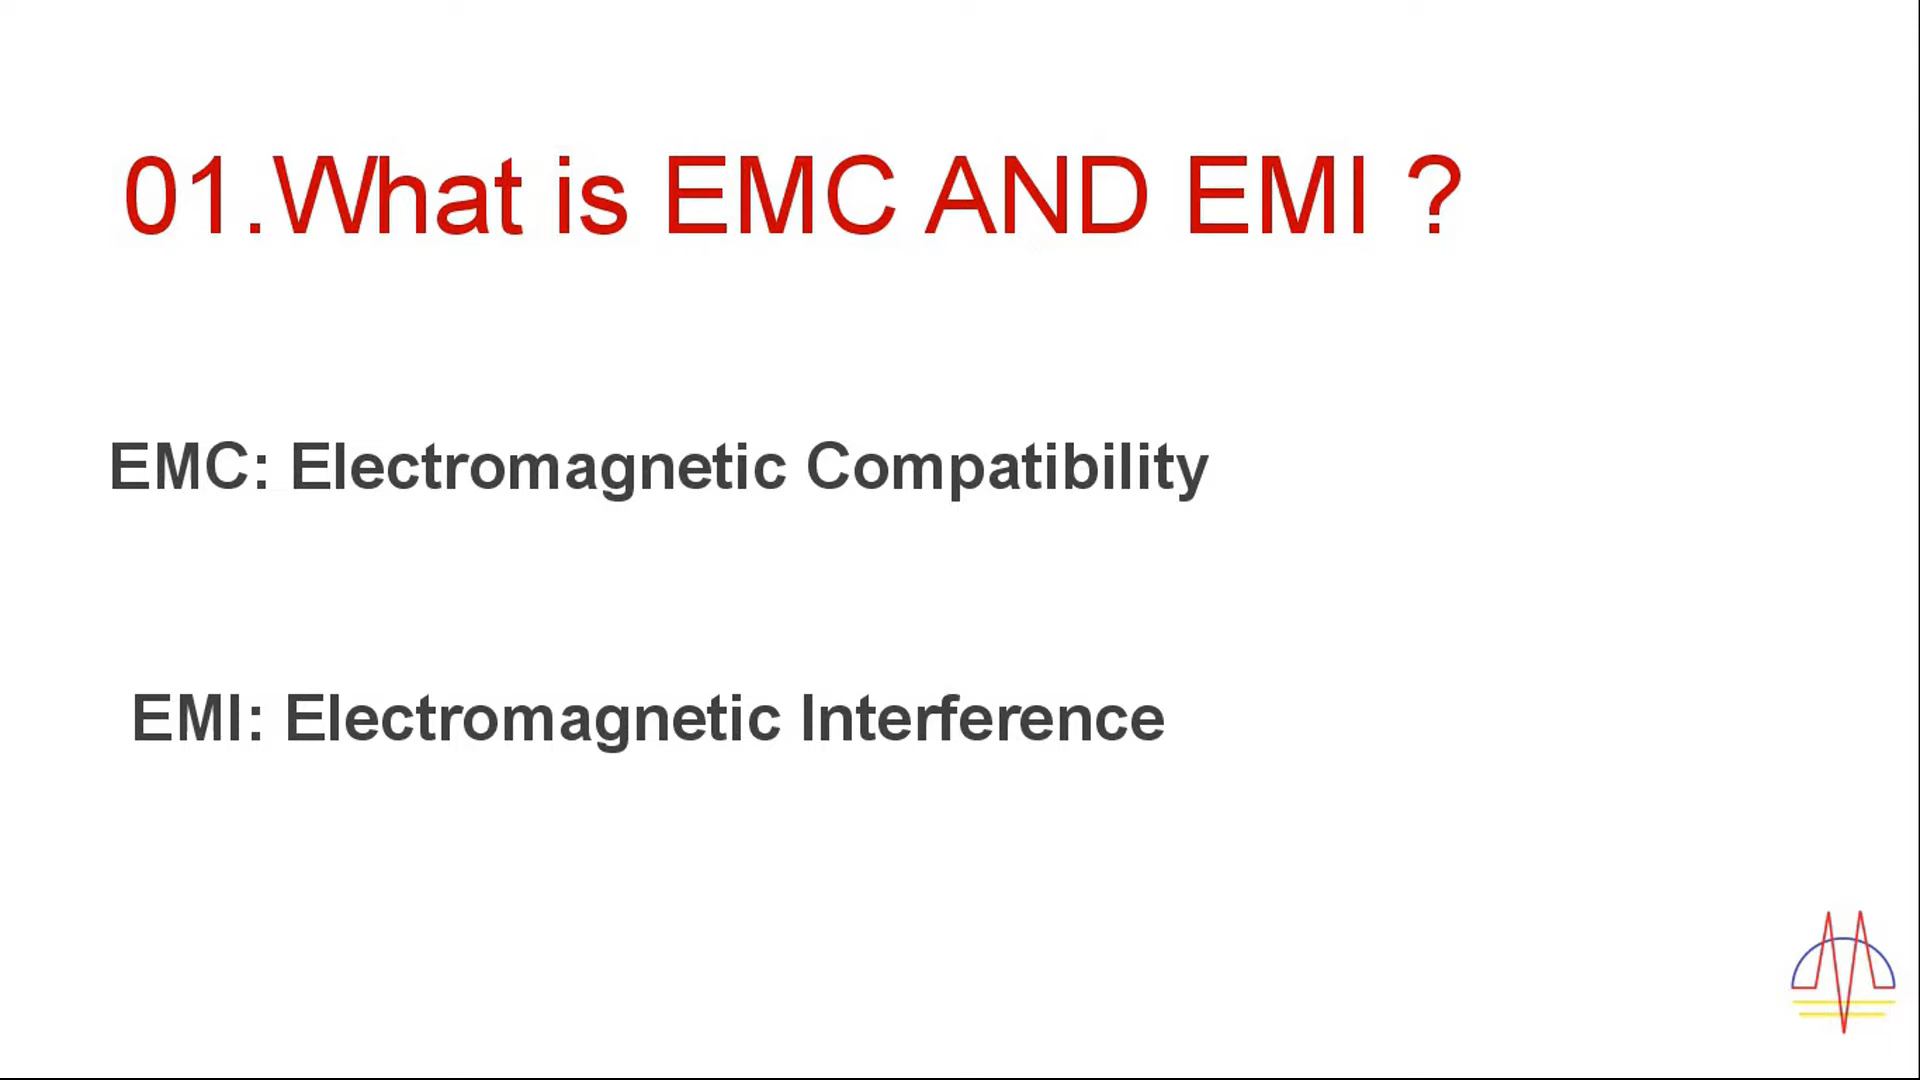 01.What is EMC AND EMI ?
EMC: Electromagnetic Compatibility
EMI: Electromagnetic Interference